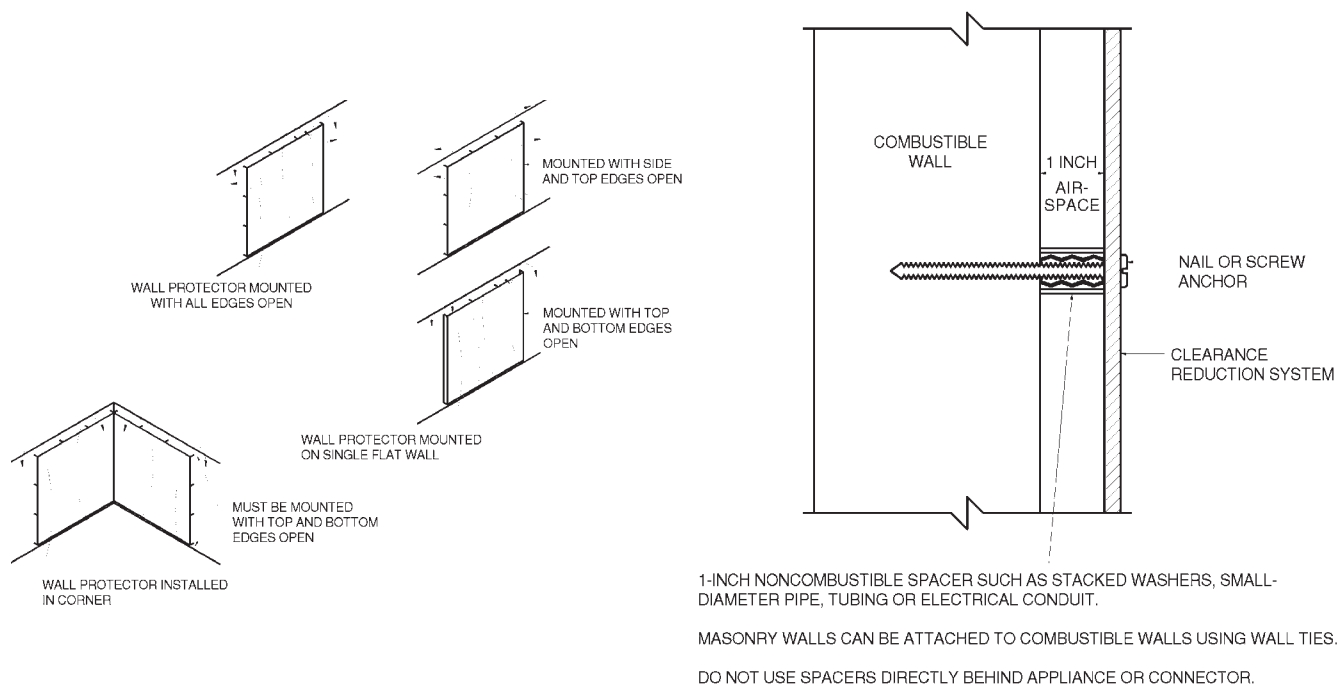 MOUNTED WITH SIDE
AND TOP EDGES OPEN
WALL PROTECTOR MOUNTED
WITH ALL EDGES OPEN
MOUNTED WITH TOP
AND BOTTOM EDGES
OPEN
WALL PROTECTOR MOUNTED
ON SINGLE FLAT WALL
MUST BE MOUNTED
WITH TOP AND BOTTOM
EDGES OPEN
WALL PROTECTOR INSTALLED
IN CORNER
COMBUSTIBLE
WALL
1 INCH
AIR-
SPACE
NAIL OR SCREW
ANCHOR
CLEARANCE
REDUCTION SYSTEM
1-INCH NONCOMBUSTIBLE SPACER SUCH AS STACKED WASHERS, SMALL-
DIAMETER PIPE, TUBING OR ELECTRICAL CONDUIT.
MASONRY WALLS CAN BE ATTACHED TO COMBUSTIBLE WALLS USING WALL TIES.
DO NOT USE SPACERS DIRECTLY BEHIND APPLIANCE OR CONNECTOR.